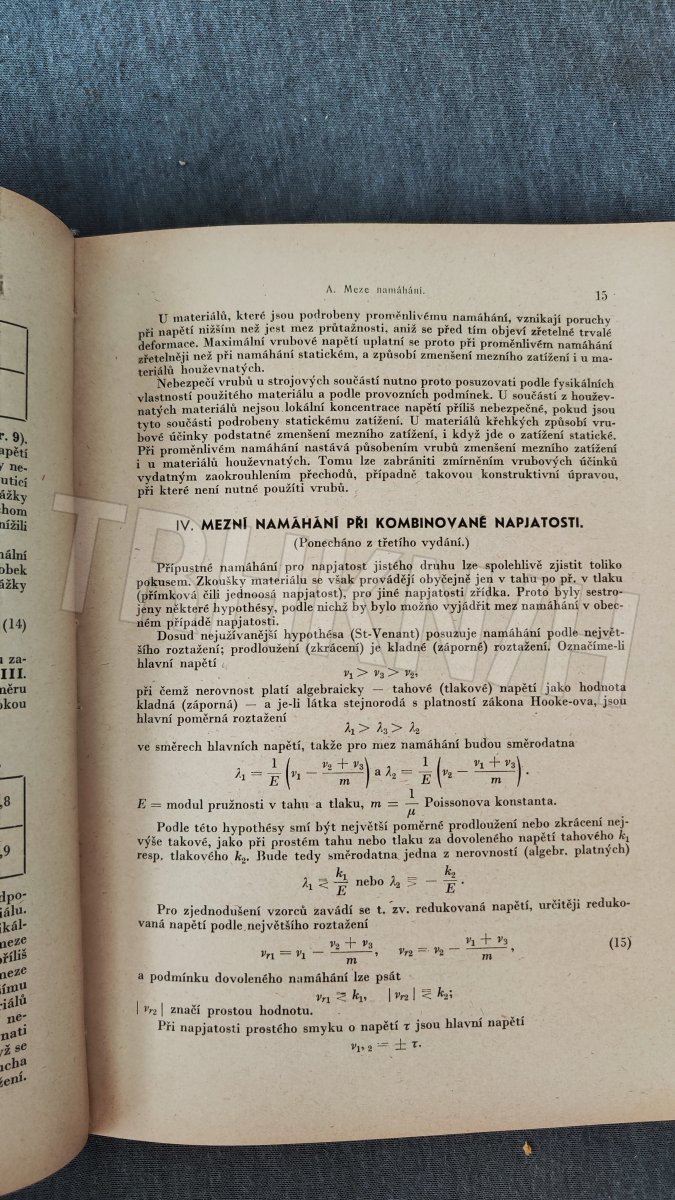 A. Meze namáhání.
15
U materiálů, které jsou podrobeny proměnlivému namáhání, vznikají poruchy
při napětí nižším než jest mez průtažnosti, aniž se před tím objeví zřetelné trvalé
deformace. Maximální vrubové napětí uplatní se proto při proměnlivém namáhání
zřetelněji než při namáhání statickém, a způsobí zmenšení mezního zatížení i u ma-
teriálů houževnatých.
Nebezpečí vrubů u strojových součástí nutno proto posuzovati podle fysikálních
vlastností použitého materiálu a podle provozních podmínek. U součástí z houžev-
natých materiálů nejsou lokální koncentrace napětí příliš nebezpečné, pokud jsou
tyto součásti podrobeny statickému zatížení. U materiálů křehkých způsobí vru-
bové účinky podstatné zmenšení mezního zatížení, i když jde o zatížení statické.
Při proměnlivém namáhání nastává působením vrubů zmenšení mezního zatížení
i u materiálů houževnatých. Tomu lze zabrániti zmírněním vrubových účinků
vydatným zaokrouhlením přechodů, případně takovou konstruktivní úpravou,
při které není nutné použíti vrubů.
IV. MEZNÍ NAMÁHÁNÍ PŘI KOMBINOVANÉ NAPJATOSTI.
(Ponecháno z třetího vydání.)
Přípustné namáhání pro napjatost jistého druhu lze spolehlivě zjistit toliko
pokusem. Zkoušky materiálu se však provádějí obyčejně jen v tahu po př. v tlaku
(přímková čili jednoosá napjatost), pro jiné napjatosti zřídka. Proto byly sestro-
jeny některé hypothésy, podle nichž by bylo možno vyjádřit mez namáhání v obec-
ném případě napjatosti.
Dosud nejužívanější hypothésa (St-Venant) posuzuje namáhání podle největ-
šího roztažení; prodloužení (zkrácení) je kladné (záporné) roztažení. Označíme-li
hlavní napětí
ν₁ > ν₃ > ν₂,
při čemž nerovnost platí algebraicky — tahové (tlakové) napětí jako hodnota
kladná (záporná) — a je-li látka stejnorodá s platností zákona Hooke-ova, jsou
hlavní poměrná roztažení
λ₁ > λ₃ > λ₂
ve směrech hlavních napětí, takže pro mez namáhání budou směrodatna
λ₁ = 1/E (ν₁ − (ν₂ + ν₃)/m) a λ₂ = 1/E (ν₂ − (ν₁ + ν₃)/m).
E = modul pružnosti v tahu a tlaku, m = 1/μ Poissonova konstanta.
Podle této hypothésy smí být největší poměrné prodloužení nebo zkrácení nej-
výše takové, jako při prostém tahu nebo tlaku za dovoleného napětí tahového k₁
resp. tlakového k₂. Bude tedy směrodatna jedna z nerovností (algebr. platných)
λ₁ ≦ k₁/E nebo λ₂ ≧ − k₂/E.
Pro zjednodušení vzorců zavádí se t. zv. redukovaná napětí, určitěji reduko-
vaná napětí podle největšího roztažení
νr1 = ν₁ − (ν₂ + ν₃)/m, νr2 = ν₂ − (ν₁ + ν₃)/m, (15)
a podmínku dovoleného namáhání lze psát
νr1 ≦ k₁, |νr2| ≦ k₂;
|νr2| značí prostou hodnotu.
Při napjatosti prostého smyku o napětí τ jsou hlavní napětí
ν₁,₂ = ± τ.
r. 9).
(14)
III.
,8
,9
TRHKNIH